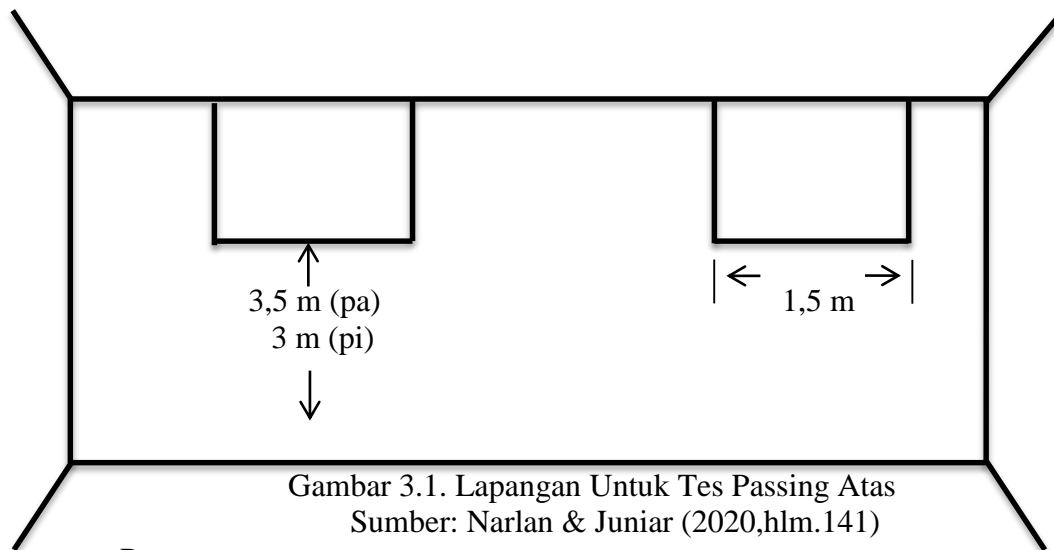 3,5 m (pa)
3 m (pi)
1,5 m
Gambar 3.1. Lapangan Untuk Tes Passing Atas
Sumber: Narlan & Juniar (2020,hlm.141)